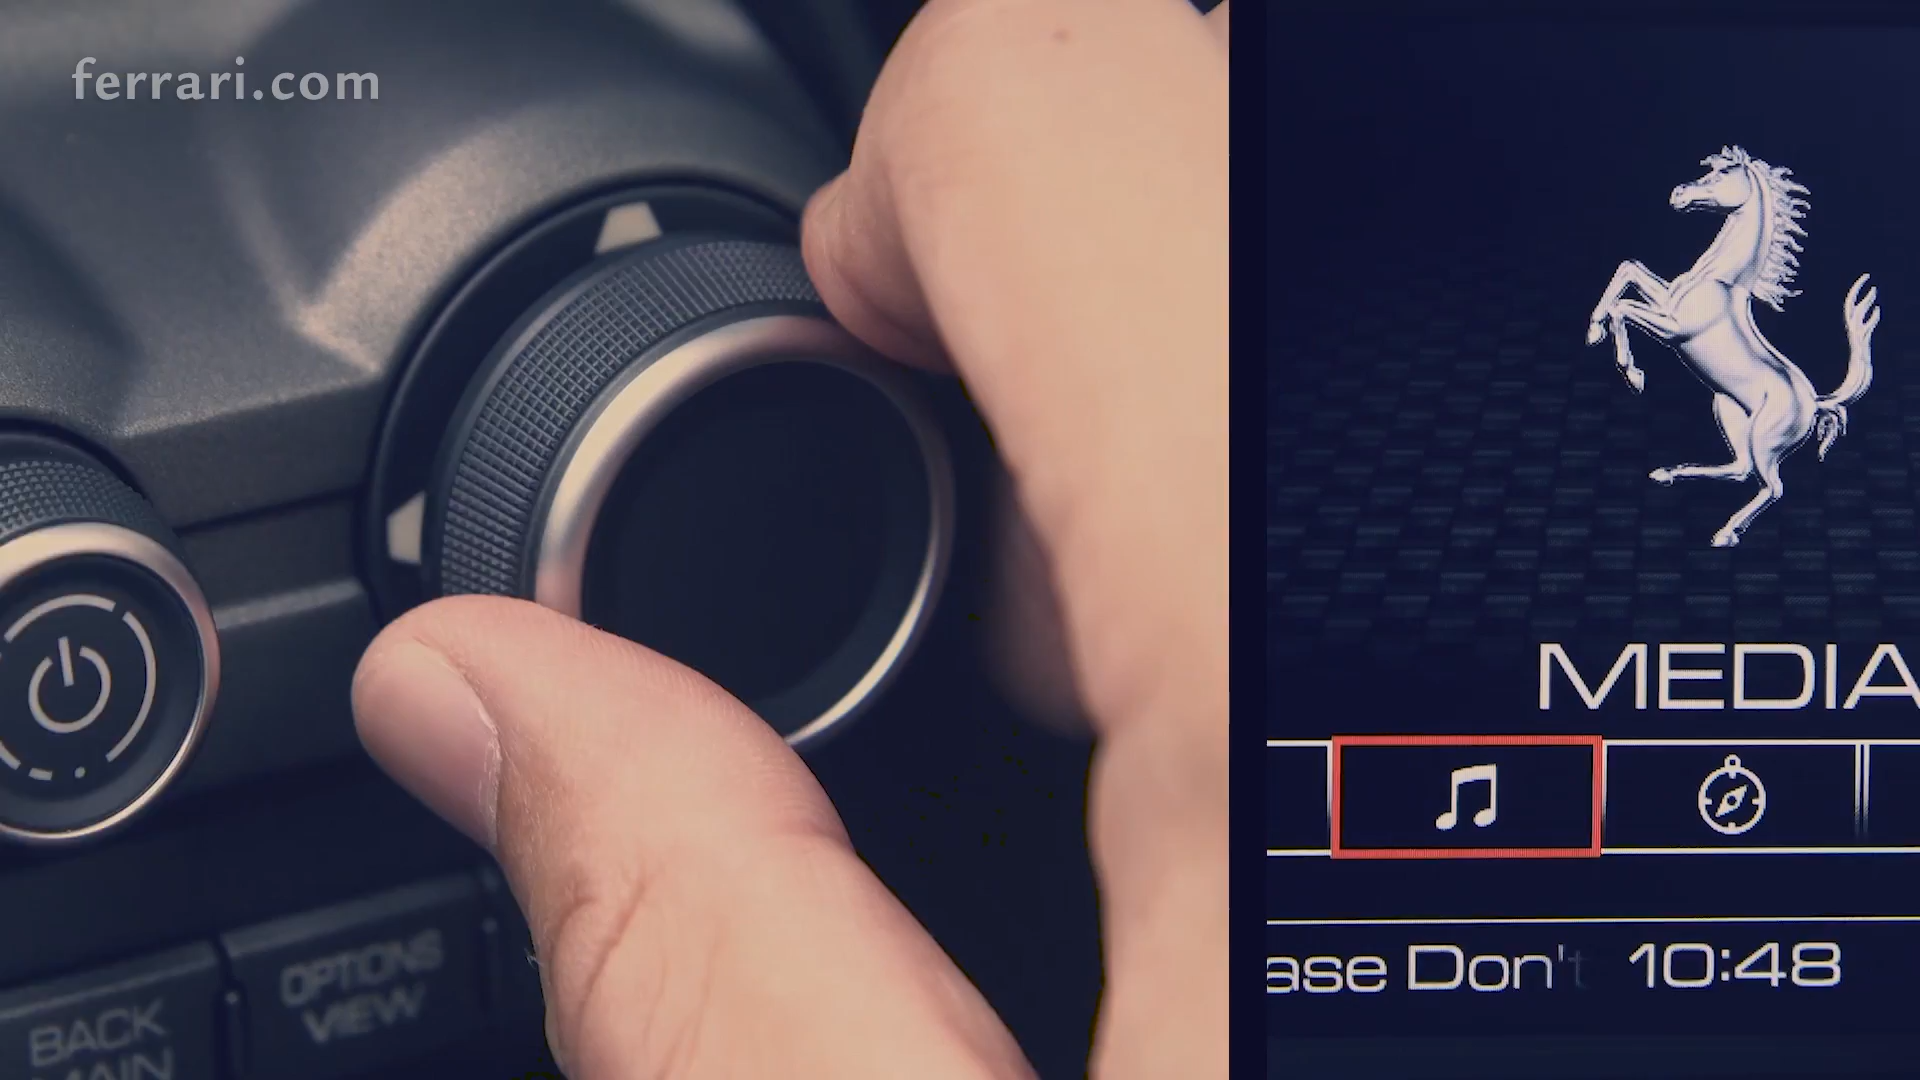 ferrari.com
OPTIONS
VIEW
BACK
MAIN
MEDIA
ase Don't 10:48